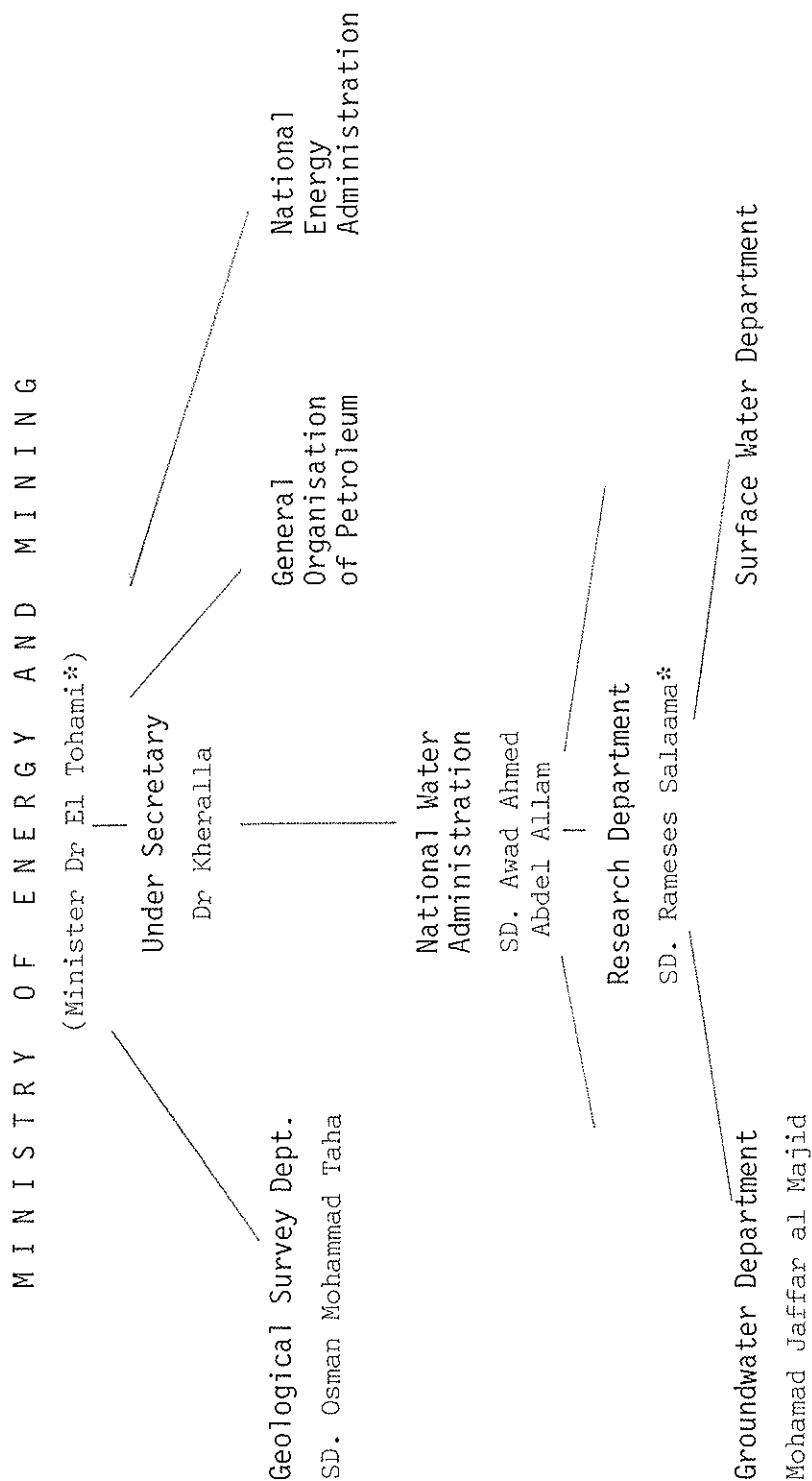 MINISTRY OF ENERGY AND MINING
(Minister Dr El Tohami*)
Under Secretary
Dr Kheralla
Geological Survey Dept.
SD. Osman Mohammad Taha
General
Organisation
of Petroleum
National
Energy
Administration
National Water
Administration
SD. Awad Ahmed
Abdel Allam
Research Department
SD. Rameses Salaama*
Groundwater Department
Mohamad Jaffar al Majid
Surface Water Department